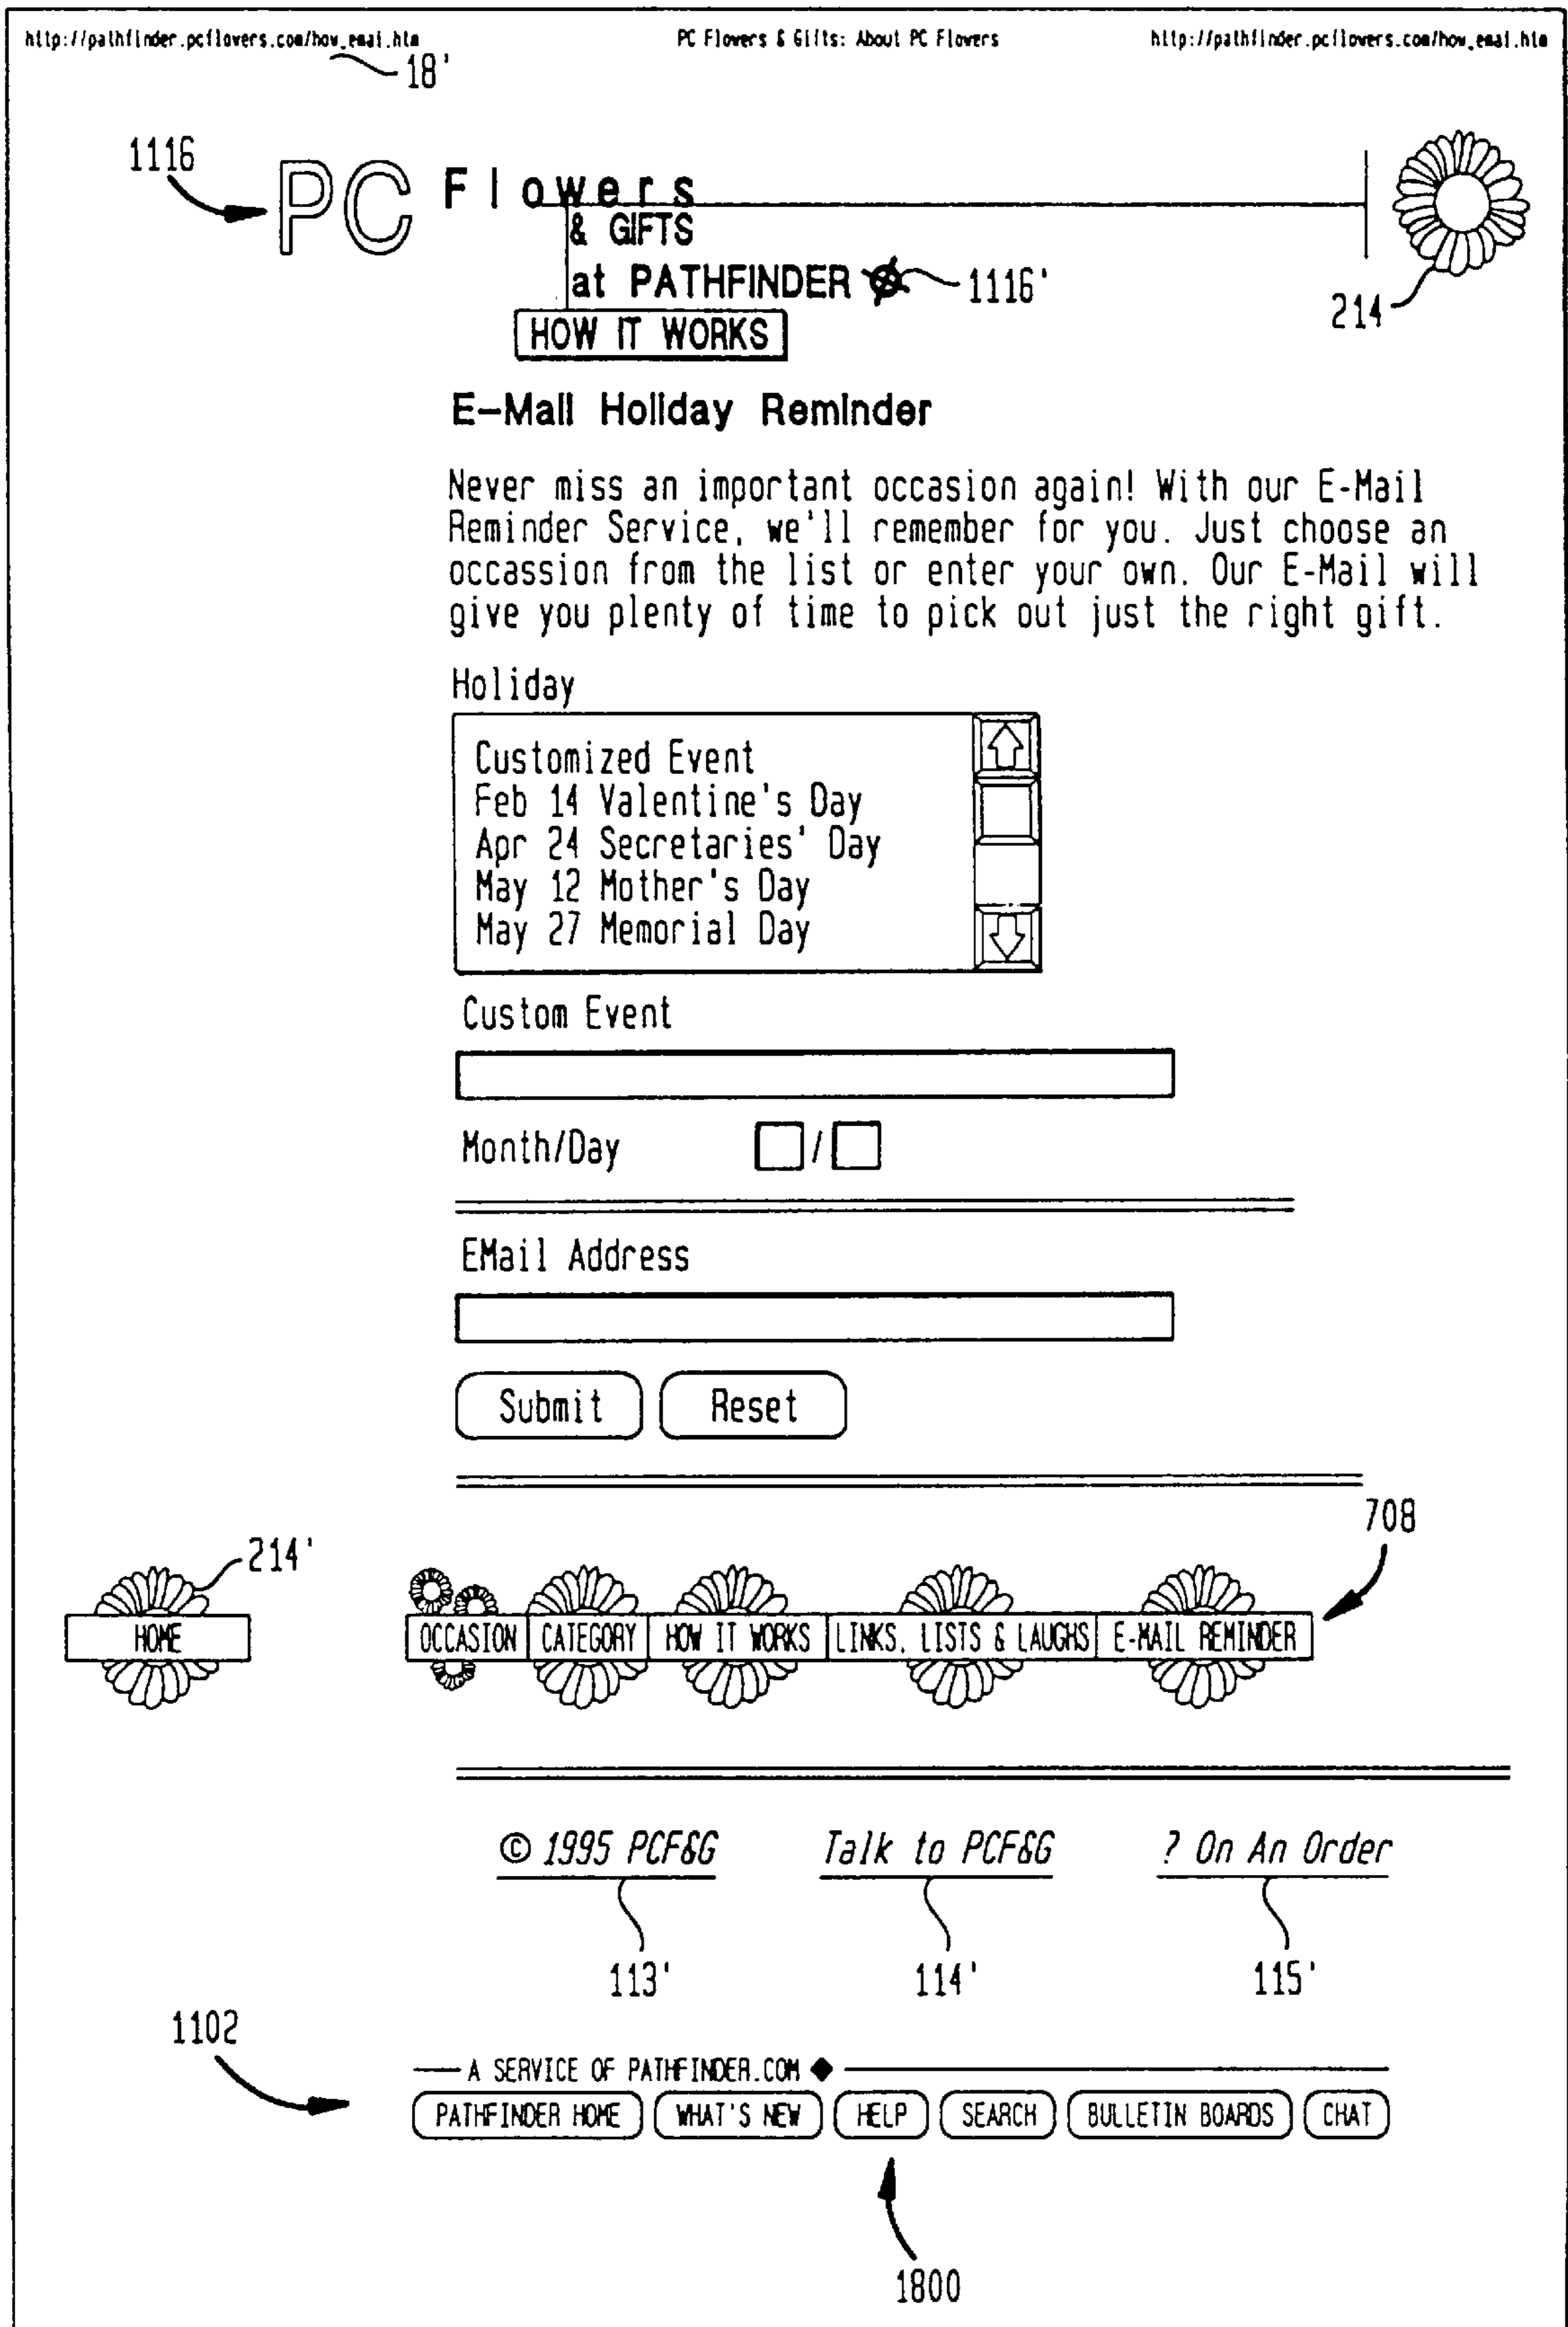 http://pathfinder.pcflowers.com/how_emai.htm PC Flowers & Gifts: About PC Flowers http://pathfinder.pcflowers.com/how_emai.htm
18'
1116
PC Flowers
& GIFTS
at PATHFINDER 1116'
214
HOW IT WORKS
E-Mail Holiday Reminder
Never miss an important occasion again! With our E-Mail
Reminder Service, we'll remember for you. Just choose an
occassion from the list or enter your own. Our E-Mail will
give you plenty of time to pick out just the right gift.
Holiday
Customized Event
Feb 14 Valentine's Day
Apr 24 Secretaries' Day
May 12 Mother's Day
May 27 Memorial Day
Custom Event
Month/Day /
EMail Address
Submit Reset
708
214'
HOME OCCASION CATEGORY HOW IT WORKS LINKS, LISTS & LAUGHS E-MAIL REMINDER
© 1995 PCF&G Talk to PCF&G ? On An Order
113' 114' 115'
1102
A SERVICE OF PATHFINDER.COM
PATHFINDER HOME WHAT'S NEW HELP SEARCH BULLETIN BOARDS CHAT
1800